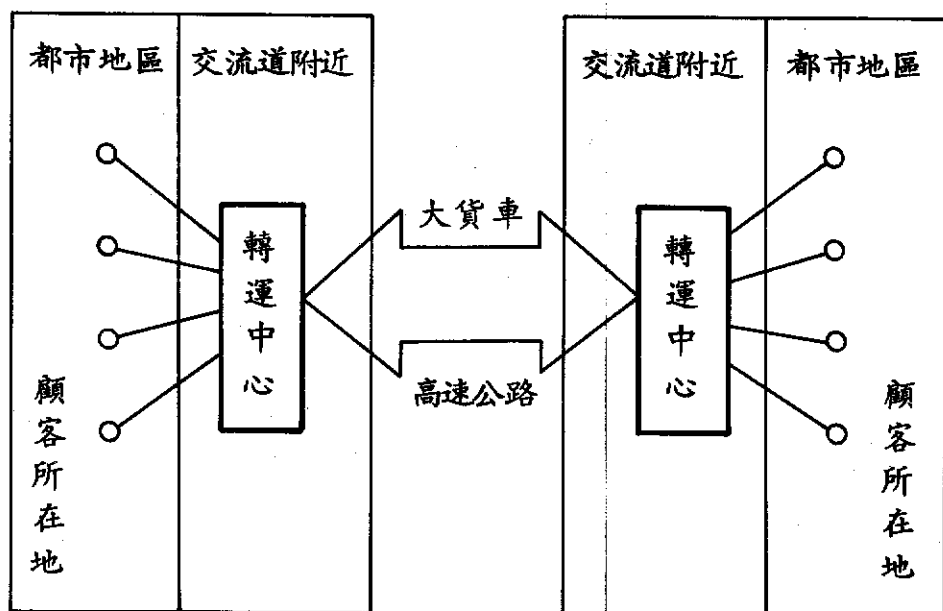 都市地區
交流道附近
交流道附近
都市地區
大貨車
轉運中心
轉運中心
高速公路
顧客所在地
顧客所在地